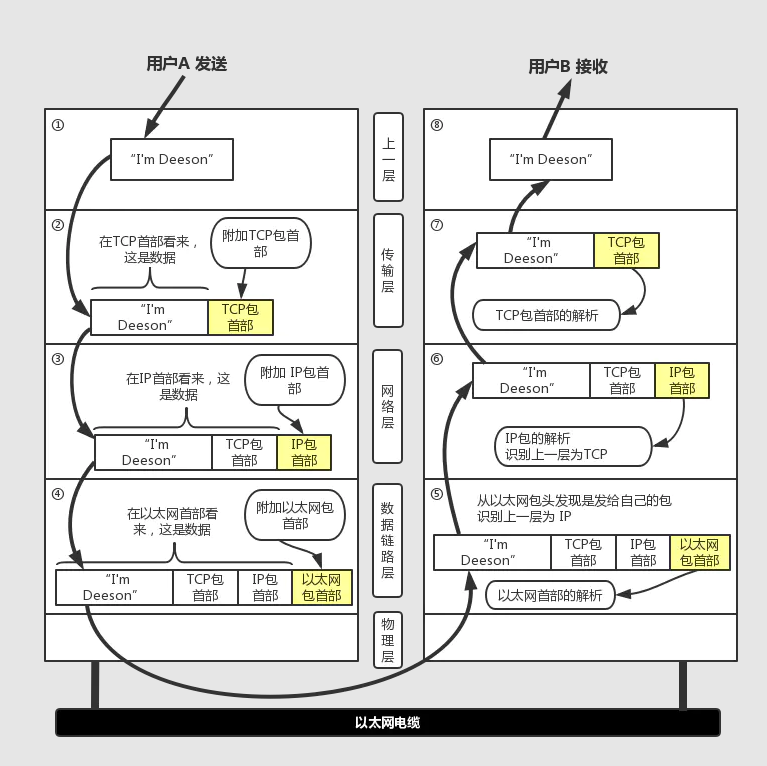 用户A 发送
①
“I'm Deeson”
②
在TCP首部看来，
这是数据
附加TCP包首
部
“I'm
Deeson”
TCP包
首部
③
在IP首部看来，这
是数据
附加 IP包首
部
“I'm
Deeson”
TCP包
首部
IP包
首部
④
在以太网首部看
来，这是数据
附加以太网包
首部
“I'm
Deeson”
TCP包
首部
IP包
首部
以太网
包首部
上
一
层
传
输
层
网
络
层
数
据
链
路
层
物
理
层
用户B 接收
⑧
“I'm Deeson”
⑦
“I'm
Deeson”
TCP包
首部
TCP包首部的解析
⑥
“I'm
Deeson”
TCP包
首部
IP包
首部
IP包的解析
识别上一层为TCP
⑤
从以太网包头发现是发给自己的包
识别上一层为 IP
“I'm
Deeson”
TCP包
首部
IP包
首部
以太网
包首部
以太网首部的解析
以太网电缆